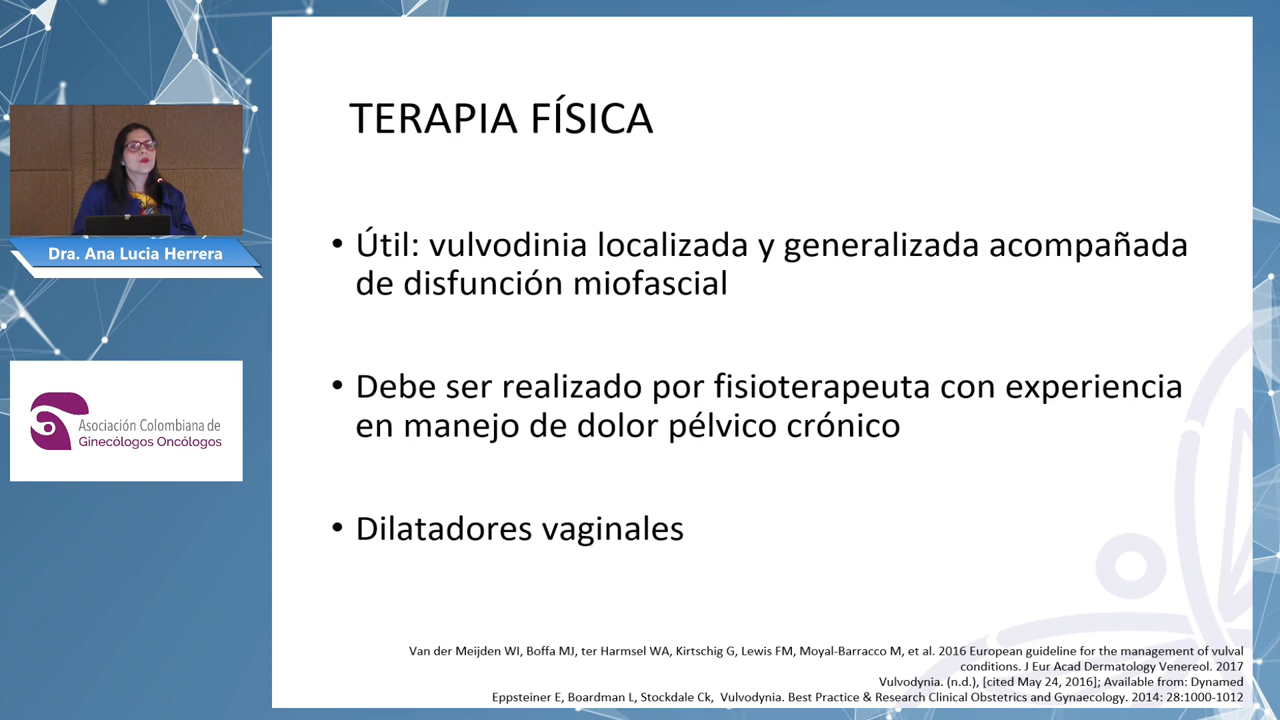 TERAPIA FÍSICA
Dra. Ana Lucia Herrera
Asociación Colombiana de
Ginecólogos Oncólogos
• Útil: vulvodinia localizada y generalizada acompañada
de disfunción miofascial
• Debe ser realizado por fisioterapeuta con experiencia
en manejo de dolor pélvico crónico
• Dilatadores vaginales
Van der Meijden WI, Boffa MJ, ter Harmsel WA, Kirtschig G, Lewis FM, Moyal-Barracco M, et al. 2016 European guideline for the management of vulval
conditions. J Eur Acad Dermatology Venereol. 2017
Vulvodynia. (n.d.), [cited May 24, 2016]; Available from: Dynamed
Eppsteiner E, Boardman L, Stockdale Ck, Vulvodynia. Best Practice & Research Clinical Obstetrics and Gynaecology. 2014: 28:1000-1012